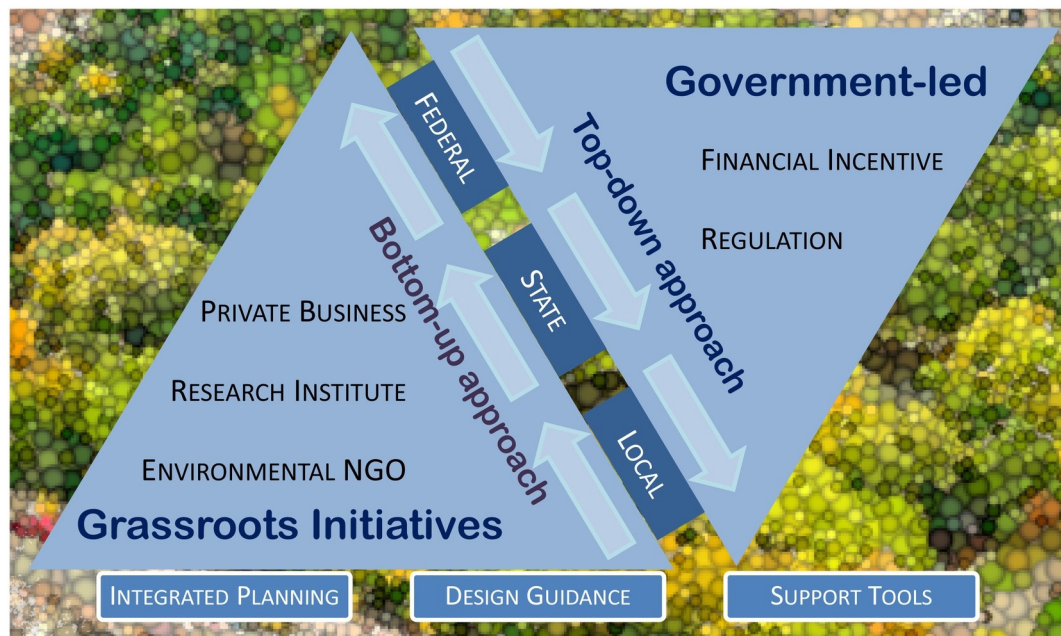 Government-led
FINANCIAL INCENTIVE
REGULATION
Top-down approach
FEDERAL
STATE
LOCAL
Bottom-up approach
PRIVATE BUSINESS
RESEARCH INSTITUTE
ENVIRONMENTAL NGO
Grassroots Initiatives
INTEGRATED PLANNING
DESIGN GUIDANCE
SUPPORT TOOLS